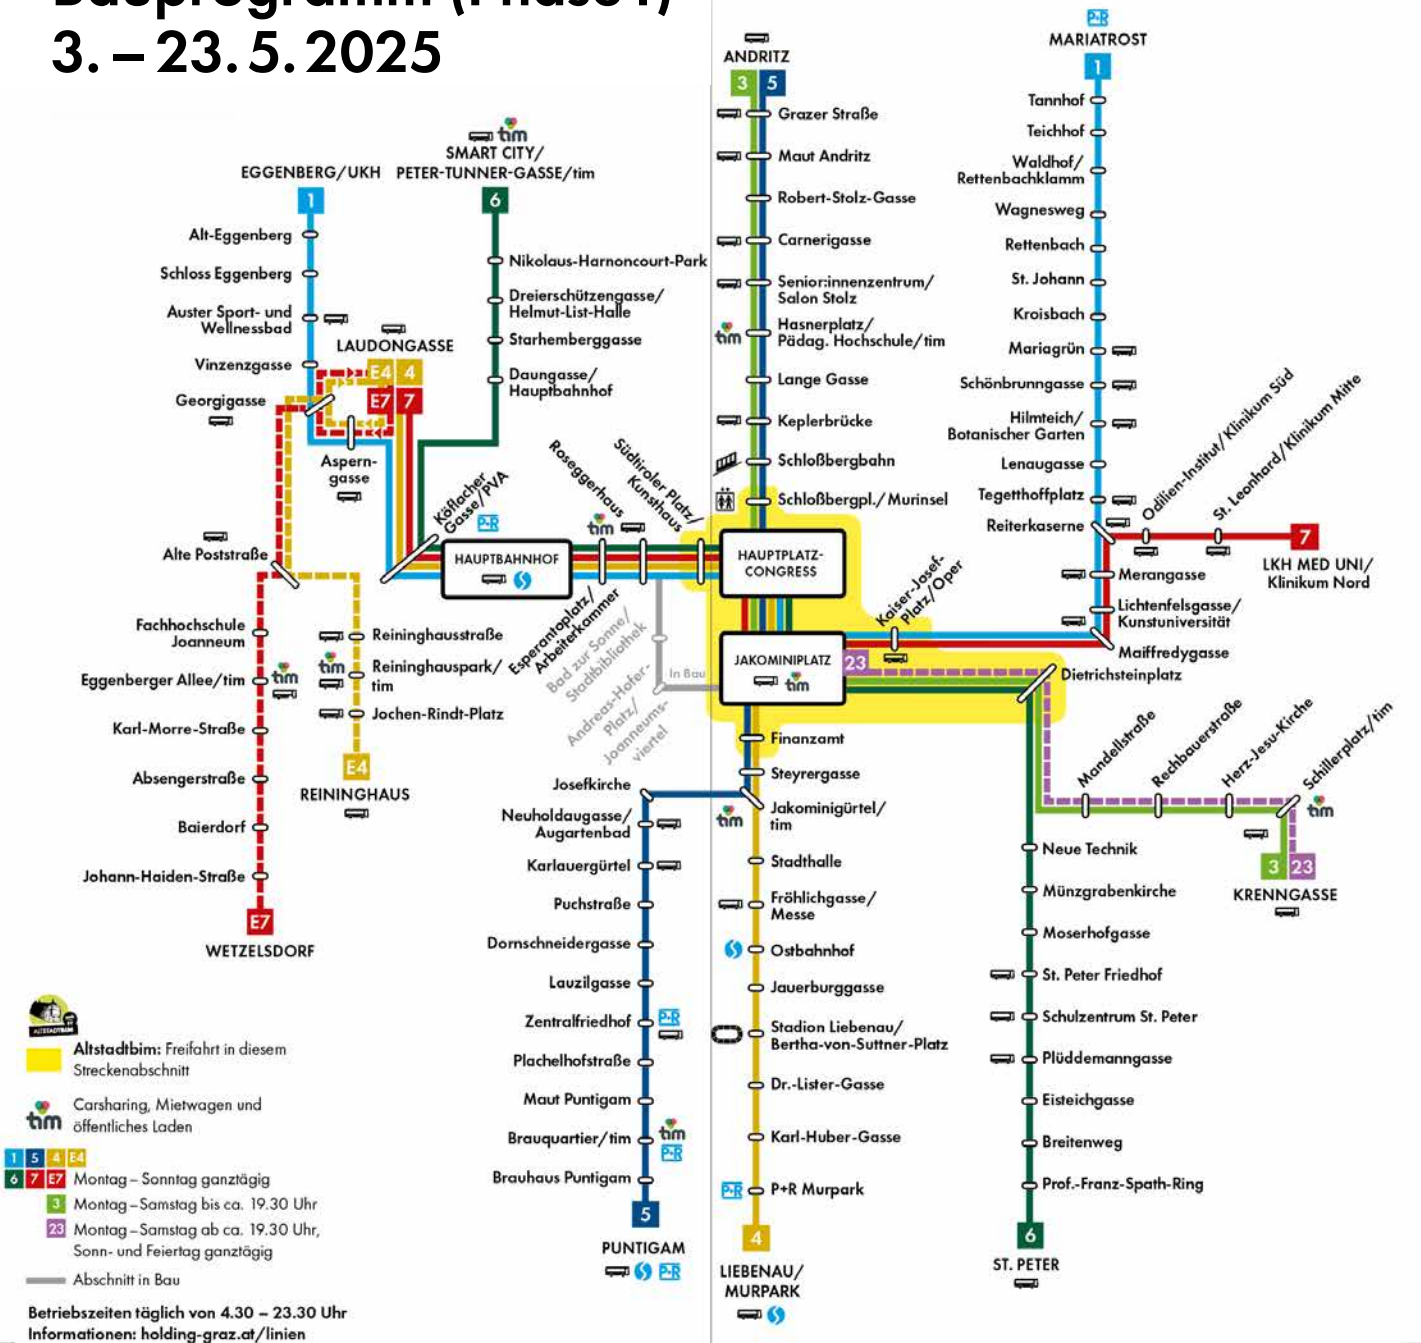 3. – 23. 5. 2025
ANDRITZ
3 5
Grazer Straße
Maut Andritz
Robert-Stolz-Gasse
Carnerigasse
Senior:innenzentrum/
Salon Stolz
Hasnerplatz/
Pädag. Hochschule/tim
tim
Lange Gasse
Keplerbrücke
Schloßbergbahn
Schloßbergpl./Murinsel
P+R
MARIATROST
1
Tannhof
Teichhof
Waldhof/
Rettenbachklamm
Wagnesweg
Rettenbach
St. Johann
Kroisbach
Mariagrün
Schönbrunngasse
Hilmteich/
Botanischer Garten
Lenaugasse
Tegetthoffplatz
Reiterkaserne
Odilien-Institut/Klinikum Süd
St. Leonhard/Klinikum Mitte
7
LKH MED UNI/
Klinikum Nord
Merangasse
Lichtenfelsgasse/
Kunstuniversität
Maiffredygasse
EGGENBERG/UKH
1
Alt-Eggenberg
Schloss Eggenberg
Auster Sport- und
Wellnessbad
Vinzenzgasse
Georgigasse
tim
SMART CITY/
PETER-TUNNER-GASSE/tim
6
Nikolaus-Harnoncourt-Park
Dreierschützengasse/
Helmut-List-Halle
Starhemberggasse
Daungasse/
Hauptbahnhof
LAUDONGASSE
E4 4
E7 7
Aspern-
gasse
Köflacher
Gasse/PVA
P+R
HAUPTBAHNHOF
Roseggerhaus
tim
Südtiroler Platz/
Kunsthaus
Esperantoplatz/
Arbeiterkammer
Bad zur Sonne/
Stadtbibliothek
Andreas-Hofer-
Platz/
Joanneums-
viertel
In Bau
HAUPTPLATZ-
CONGRESS
JAKOMINIPLATZ
tim
23
Kaiser-Josef-
Platz/Oper
Dietrichsteinplatz
Mandellstraße
Rechbauerstraße
Herz-Jesu-Kirche
Schillerplatz/tim
tim
3 23
KRENNGASSE
Alte Poststraße
Fachhochschule
Joanneum
Eggenberger Allee/tim
tim
Karl-Morre-Straße
Absengerstraße
Baierdorf
Johann-Haiden-Straße
E7
WETZELSDORF
Reininghausstraße
Reininghauspark/
tim
tim
Jochen-Rindt-Platz
E4
REININGHAUS
Finanzamt
Steyrergasse
Jakominigürtel/
tim
tim
Stadthalle
Fröhlichgasse/
Messe
Ostbahnhof
Jauerburggasse
Stadion Liebenau/
Bertha-von-Suttner-Platz
Dr.-Lister-Gasse
Karl-Huber-Gasse
P+R P+R Murpark
4
LIEBENAU/
MURPARK
Josefkirche
Neuholdaugasse/
Augartenbad
Karlauergürtel
Puchstraße
Dornschneidergasse
Lauzilgasse
Zentralfriedhof
P+R
Plachelhofstraße
Maut Puntigam
Brauquartier/tim
tim
P+R
Brauhaus Puntigam
5
PUNTIGAM
P+R
Neue Technik
Münzgrabenkirche
Moserhofgasse
St. Peter Friedhof
Schulzentrum St. Peter
Plüddemanngasse
Eisteichgasse
Breitenweg
Prof.-Franz-Spath-Ring
6
ST. PETER
ALTSTADTBIM
Altstadtbim: Freifahrt in diesem
Streckenabschnitt
tim
Carsharing, Mietwagen und
öffentliches Laden
1 5 4 E4
6 7 E7 Montag – Sonntag ganztägig
3 Montag – Samstag bis ca. 19.30 Uhr
23 Montag – Samstag ab ca. 19.30 Uhr,
Sonn- und Feiertag ganztägig
Abschnitt in Bau
Betriebszeiten täglich von 4.30 – 23.30 Uhr
Informationen: holding-graz.at/linien